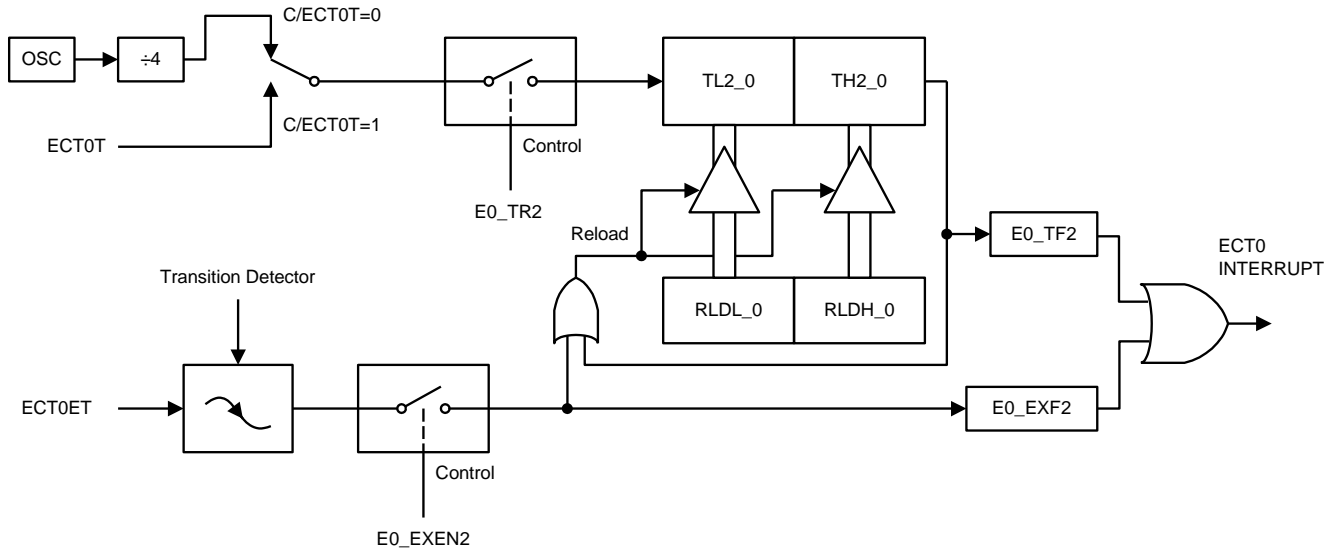 C/ECT0T=0
OSC
÷4
TL2_0
TH2_0
C/ECT0T=1
ECT0T
Control
E0_TR2
Reload
E0_TF2
ECT0
INTERRUPT
Transition Detector
RLDL_0
RLDH_0
ECT0ET
E0_EXF2
Control
E0_EXEN2